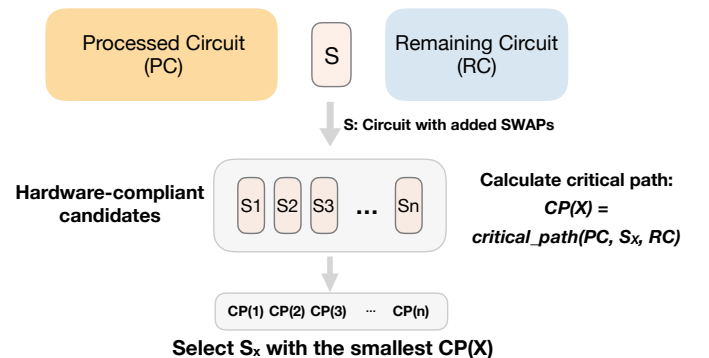 Processed Circuit
(PC)
S
Remaining Circuit
(RC)
S: Circuit with added SWAPs
Hardware-compliant
candidates
S1 S2 S3 ... Sn
Calculate critical path:
CP(X) =
critical_path(PC, Sx, RC)
CP(1) CP(2) CP(3) ... CP(n)
Select Sx with the smallest CP(X)